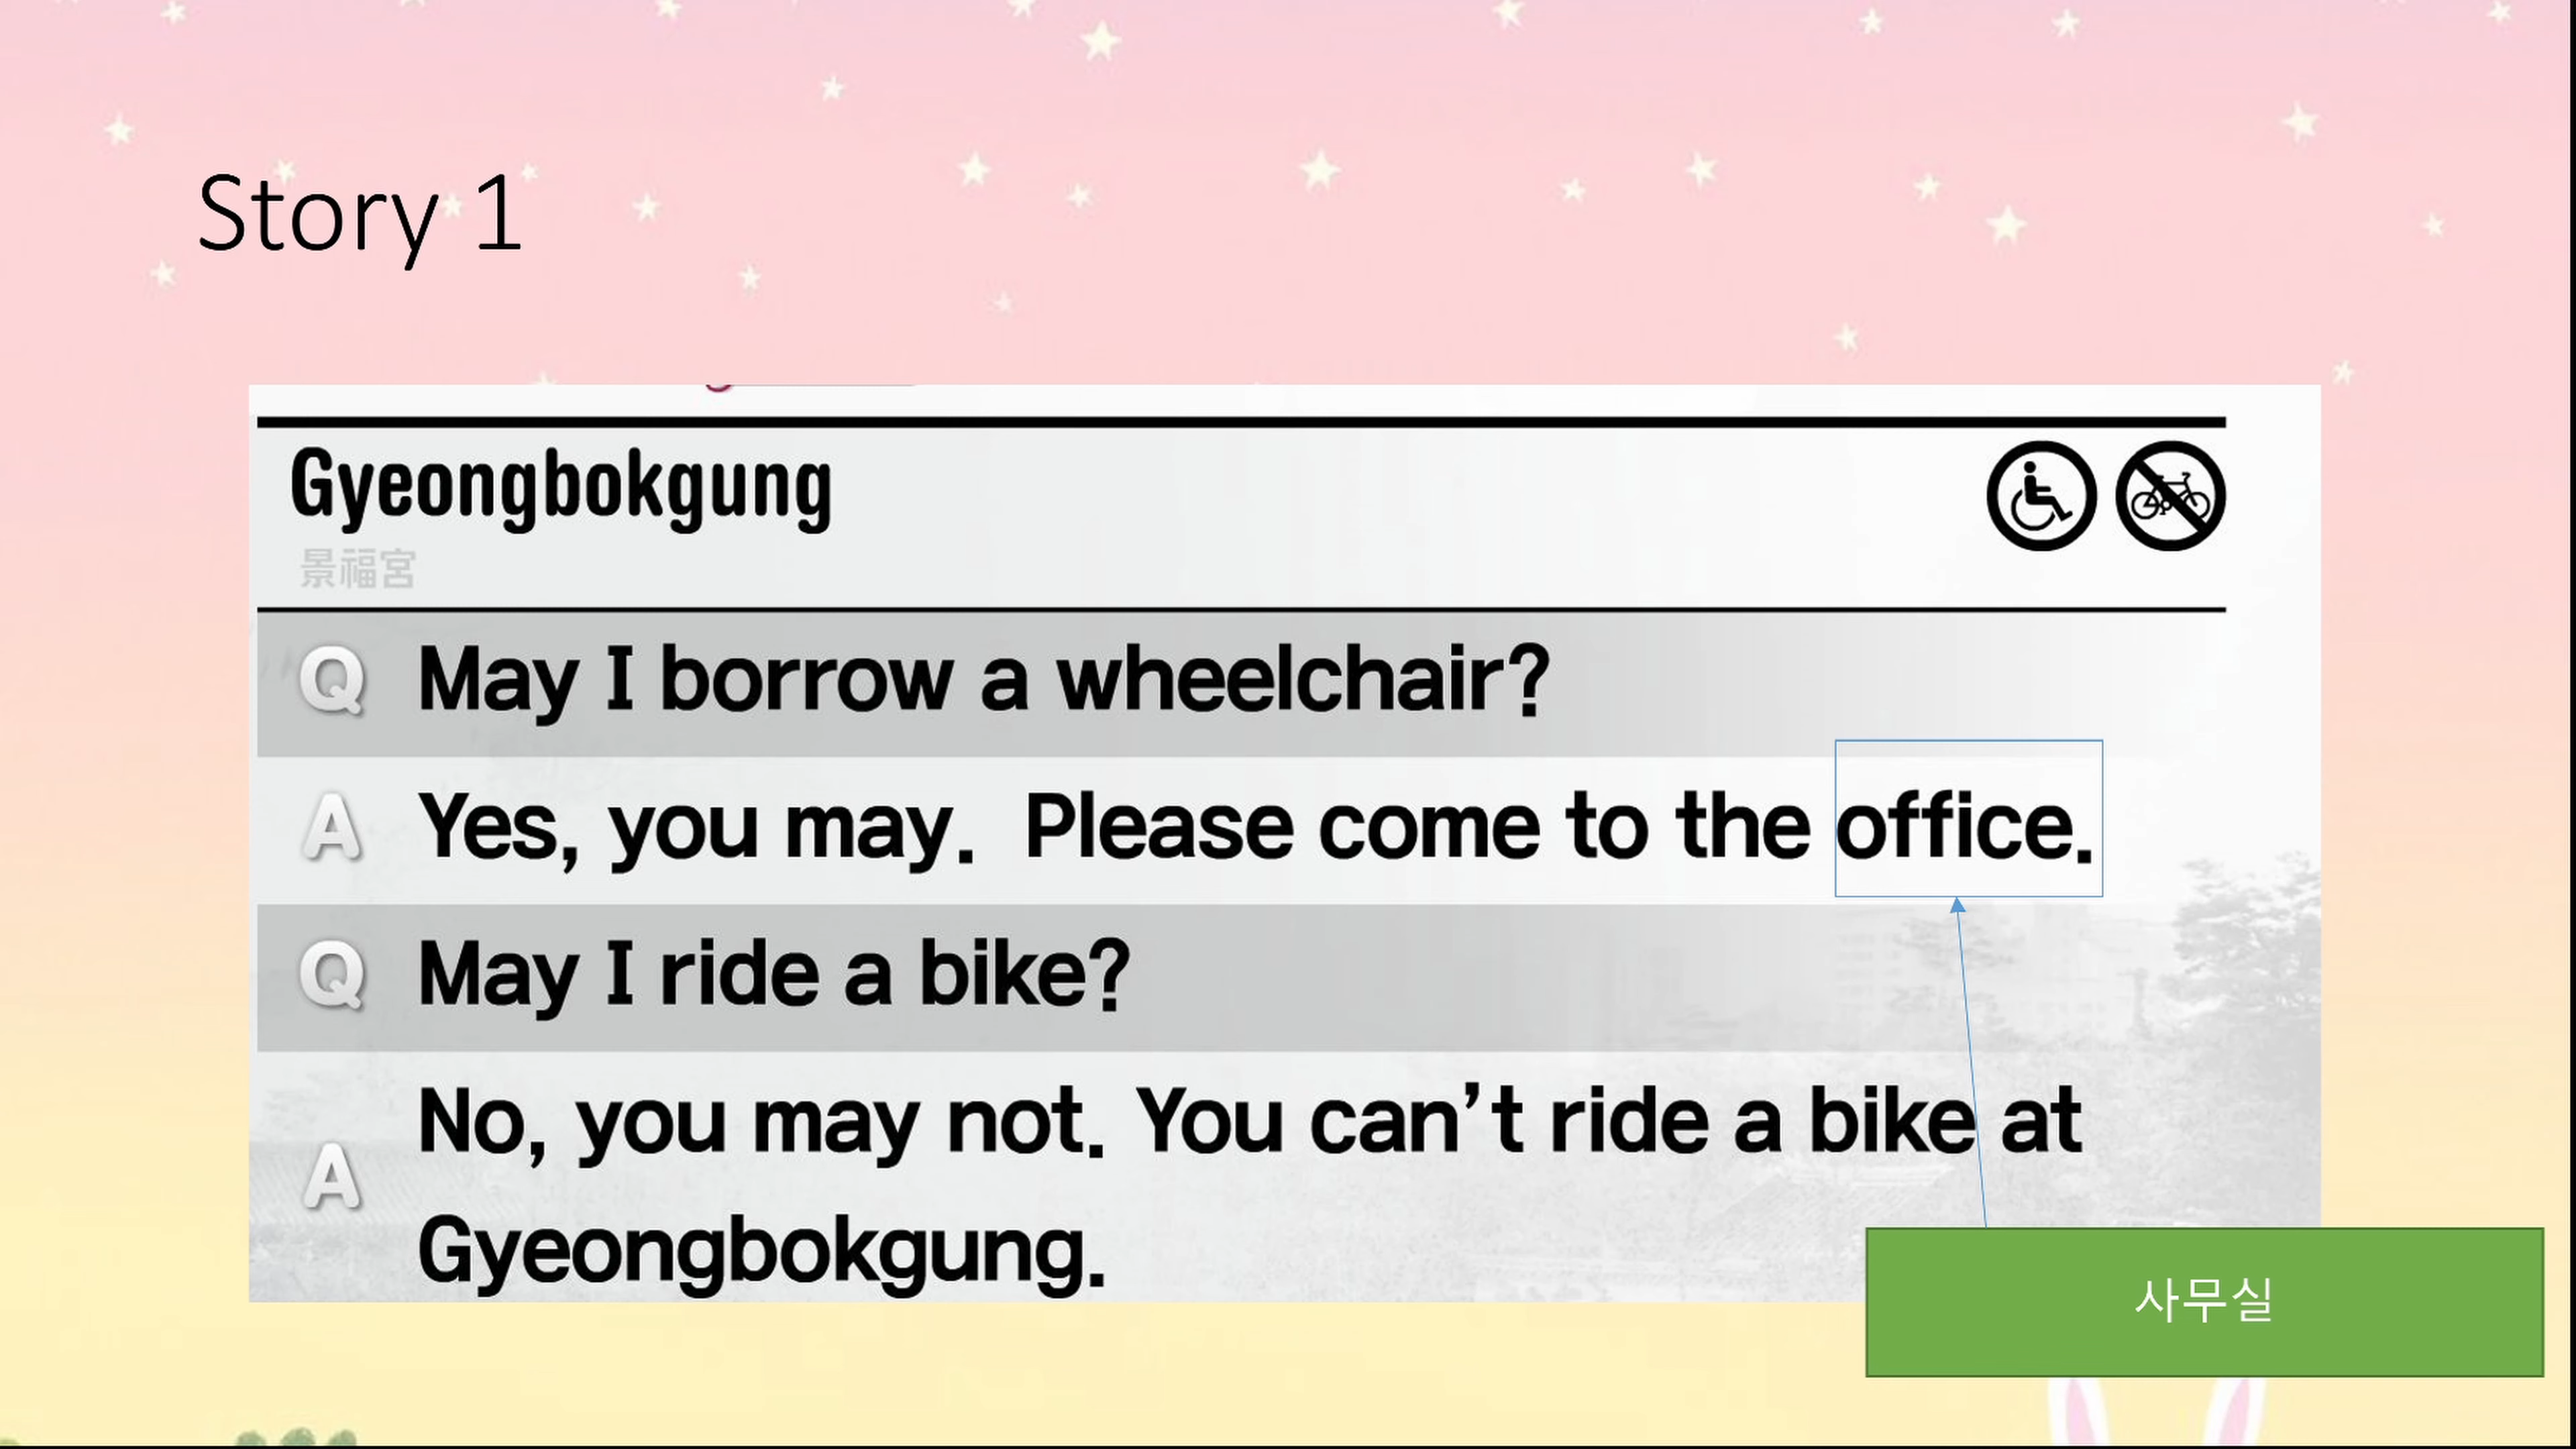 Story 1
Gyeongbokgung
景福宮
Q May I borrow a wheelchair?
A Yes, you may. Please come to the office.
Q May I ride a bike?
A No, you may not. You can't ride a bike at
Gyeongbokgung.
사무실